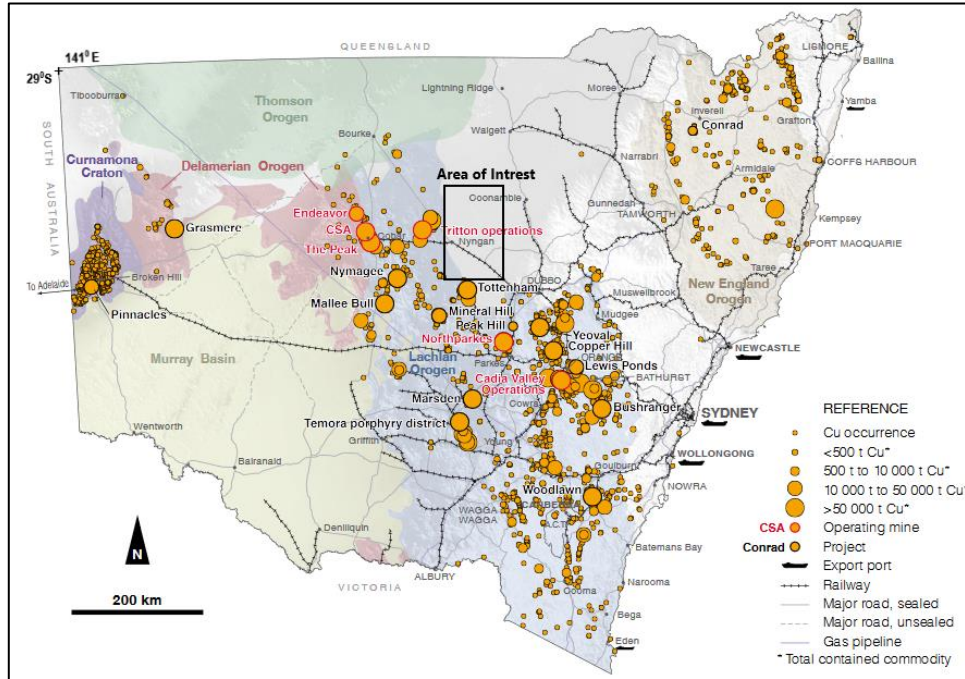 141° E
29°S
QUEENSLAND
LISMORE
Ballina
Tibooburra
Lightning Ridge
Moree
Thomson
Orogen
Inverell
Yamba
Bourke
Walgett
Conrad
Grafton
SOUTH AUSTRALIA
Curnamona
Craton
Delamerian Orogen
Narrabri
Area of Intrest
Armidale
COFFS HARBOUR
Coonamble
Gunnedah
TAMWORTH
Kempsey
Endeavor
CSA
Cobar
The Peak
ritton operations
Nyngan
Grasmere
PORT MACQUARIE
Taree
To Adelaide
Broken Hill
Nymagee
DUBBO
Muswellbrook
New England
Orogen
Tottenham
Mallee Bull
Mineral Hill
Peak Hill
Mudgee
Pinnacles
Yeoval
Northparkes
Copper Hill
NEWCASTLE
Murray Basin
Lachlan
Orogen
Parkes
ORANGE
Lewis Ponds
BATHURST
Cadia Valley
Operations
Marsden
Cowra
Bushranger
SYDNEY
Wentworth
Temora porphyry district
Griffith
Young
WOLLONGONG
Balranald
Goulburn
NOWRA
Woodlawn
WAGGA
WAGGA
CANBERRA
A.C.T.
Deniliquin
Batemans Bay
VICTORIA
ALBURY
Cooma
Narooma
Bega
Eden
N
200 km
REFERENCE
Cu occurrence
<500 t Cu*
500 t to 10 000 t Cu*
10 000 t to 50 000 t Cu*
>50 000 t Cu*
CSA Operating mine
Conrad Project
Export port
Railway
Major road, sealed
Major road, unsealed
Gas pipeline
* Total contained commodity